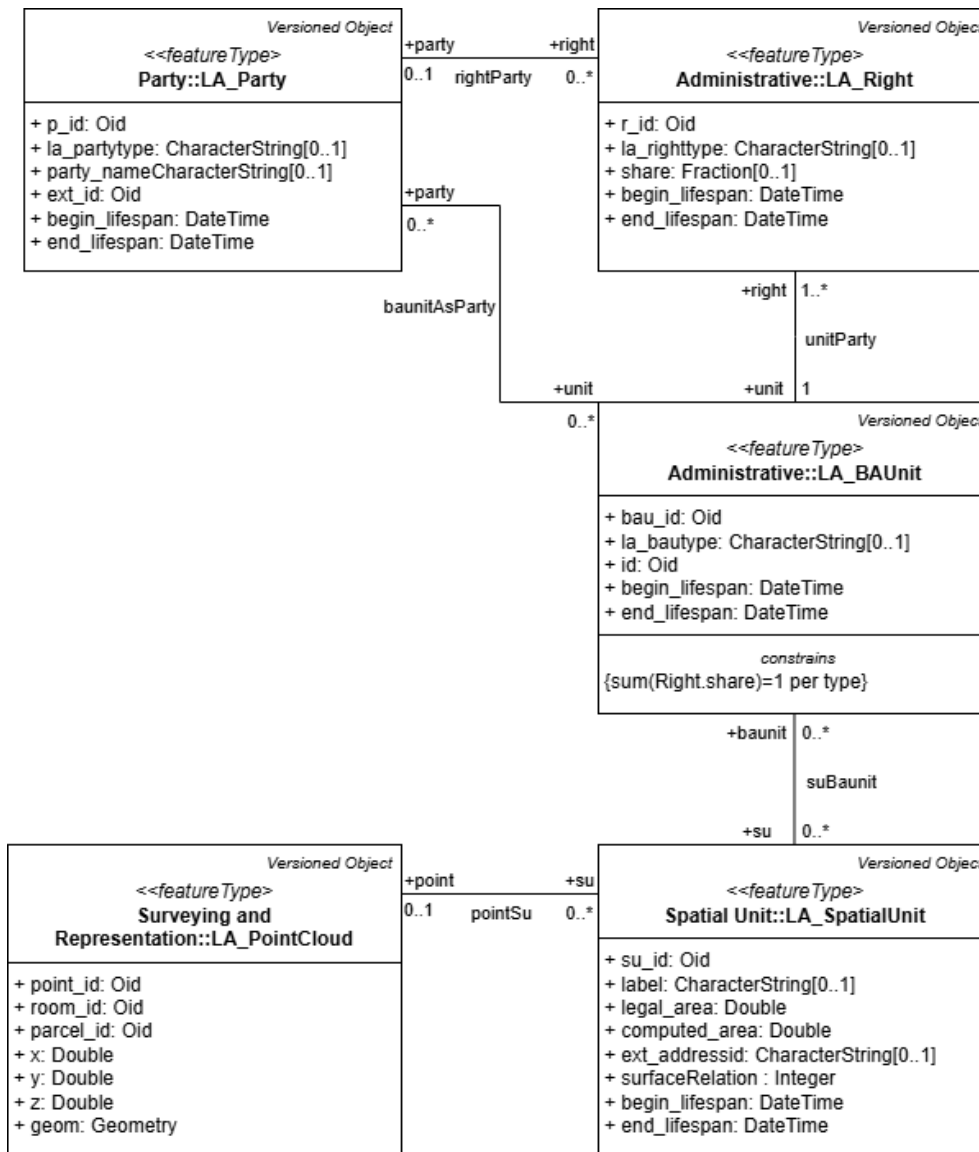 Versioned Object
<<featureType>>
Party::LA_Party
+ p_id: Oid
+ la_partytype: CharacterString[0..1]
+ party_nameCharacterString[0..1]
+ ext_id: Oid
+ begin_lifespan: DateTime
+ end_lifespan: DateTime
+party
+right
0..1
rightParty
0..*
Versioned Object
<<featureType>>
Administrative::LA_Right
+ r_id: Oid
+ la_righttype: CharacterString[0..1]
+ share: Fraction[0..1]
+ begin_lifespan: DateTime
+ end_lifespan: DateTime
+party
0..*
baunitAsParty
+unit
0..*
+right
1..*
unitParty
+unit
1
Versioned Object
<<featureType>>
Administrative::LA_BAUnit
+ bau_id: Oid
+ la_bautype: CharacterString[0..1]
+ id: Oid
+ begin_lifespan: DateTime
+ end_lifespan: DateTime
constrains
{sum(Right.share)=1 per type}
+baunit
0..*
suBaunit
+su
0..*
Versioned Object
<<featureType>>
Surveying and
Representation::LA_PointCloud
+ point_id: Oid
+ room_id: Oid
+ parcel_id: Oid
+ x: Double
+ y: Double
+ z: Double
+ geom: Geometry
+point
+su
0..1
pointSu
0..*
Versioned Object
<<featureType>>
Spatial Unit::LA_SpatialUnit
+ su_id: Oid
+ label: CharacterString[0..1]
+ legal_area: Double
+ computed_area: Double
+ ext_addressid: CharacterString[0..1]
+ surfaceRelation : Integer
+ begin_lifespan: DateTime
+ end_lifespan: DateTime